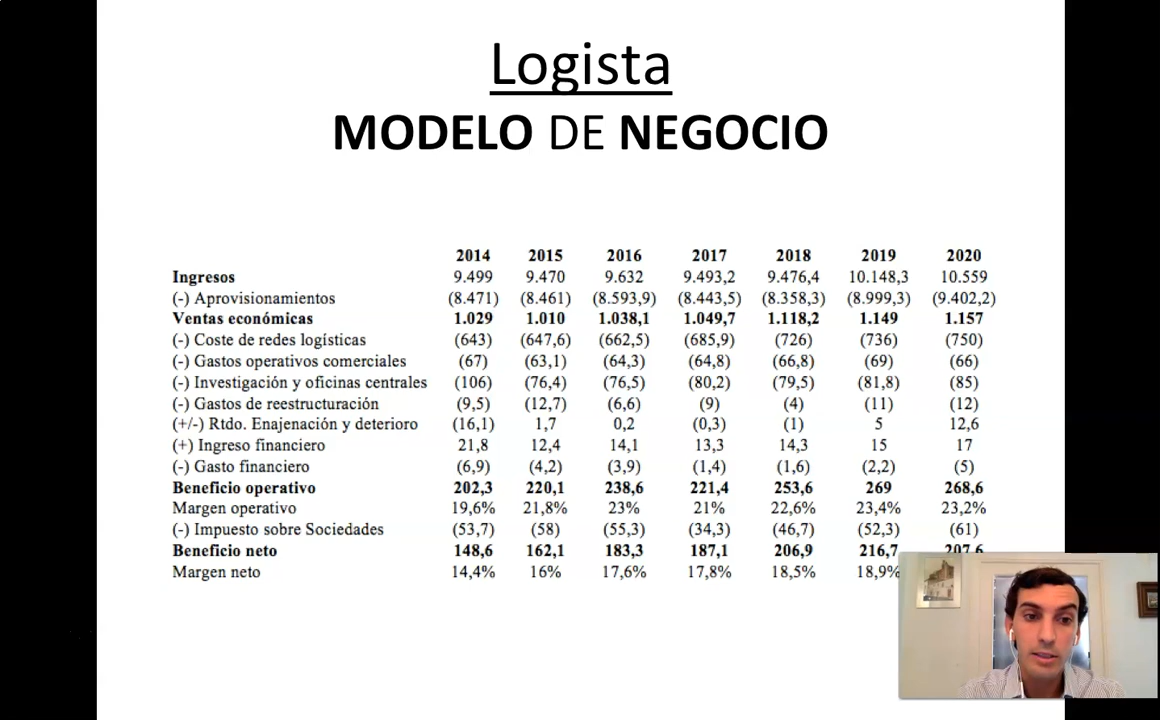 Logista
MODELO DE NEGOCIO
2014 2015 2016 2017 2018 2019 2020
Ingresos 9.499 9.470 9.632 9.493,2 9.476,4 10.148,3 10.559
(-) Aprovisionamientos (8.471) (8.461) (8.593,9) (8.443,5) (8.358,3) (8.999,3) (9.402,2)
Ventas económicas 1.029 1.010 1.038,1 1.049,7 1.118,2 1.149 1.157
(-) Coste de redes logísticas (643) (647,6) (662,5) (685,9) (726) (736) (750)
(-) Gastos operativos comerciales (67) (63,1) (64,3) (64,8) (66,8) (69) (66)
(-) Investigación y oficinas centrales (106) (76,4) (76,5) (80,2) (79,5) (81,8) (85)
(-) Gastos de reestructuración (9,5) (12,7) (6,6) (9) (4) (11) (12)
(+/-) Rtdo. Enajenación y deterioro (16,1) 1,7 0,2 (0,3) (1) 5 12,6
(+) Ingreso financiero 21,8 12,4 14,1 13,3 14,3 15 17
(-) Gasto financiero (6,9) (4,2) (3,9) (1,4) (1,6) (2,2) (5)
Beneficio operativo 202,3 220,1 238,6 221,4 253,6 269 268,6
Margen operativo 19,6% 21,8% 23% 21% 22,6% 23,4% 23,2%
(-) Impuesto sobre Sociedades (53,7) (58) (55,3) (34,3) (46,7) (52,3) (61)
Beneficio neto 148,6 162,1 183,3 187,1 206,9 216,7 207,6
Margen neto 14,4% 16% 17,6% 17,8% 18,5% 18,9%